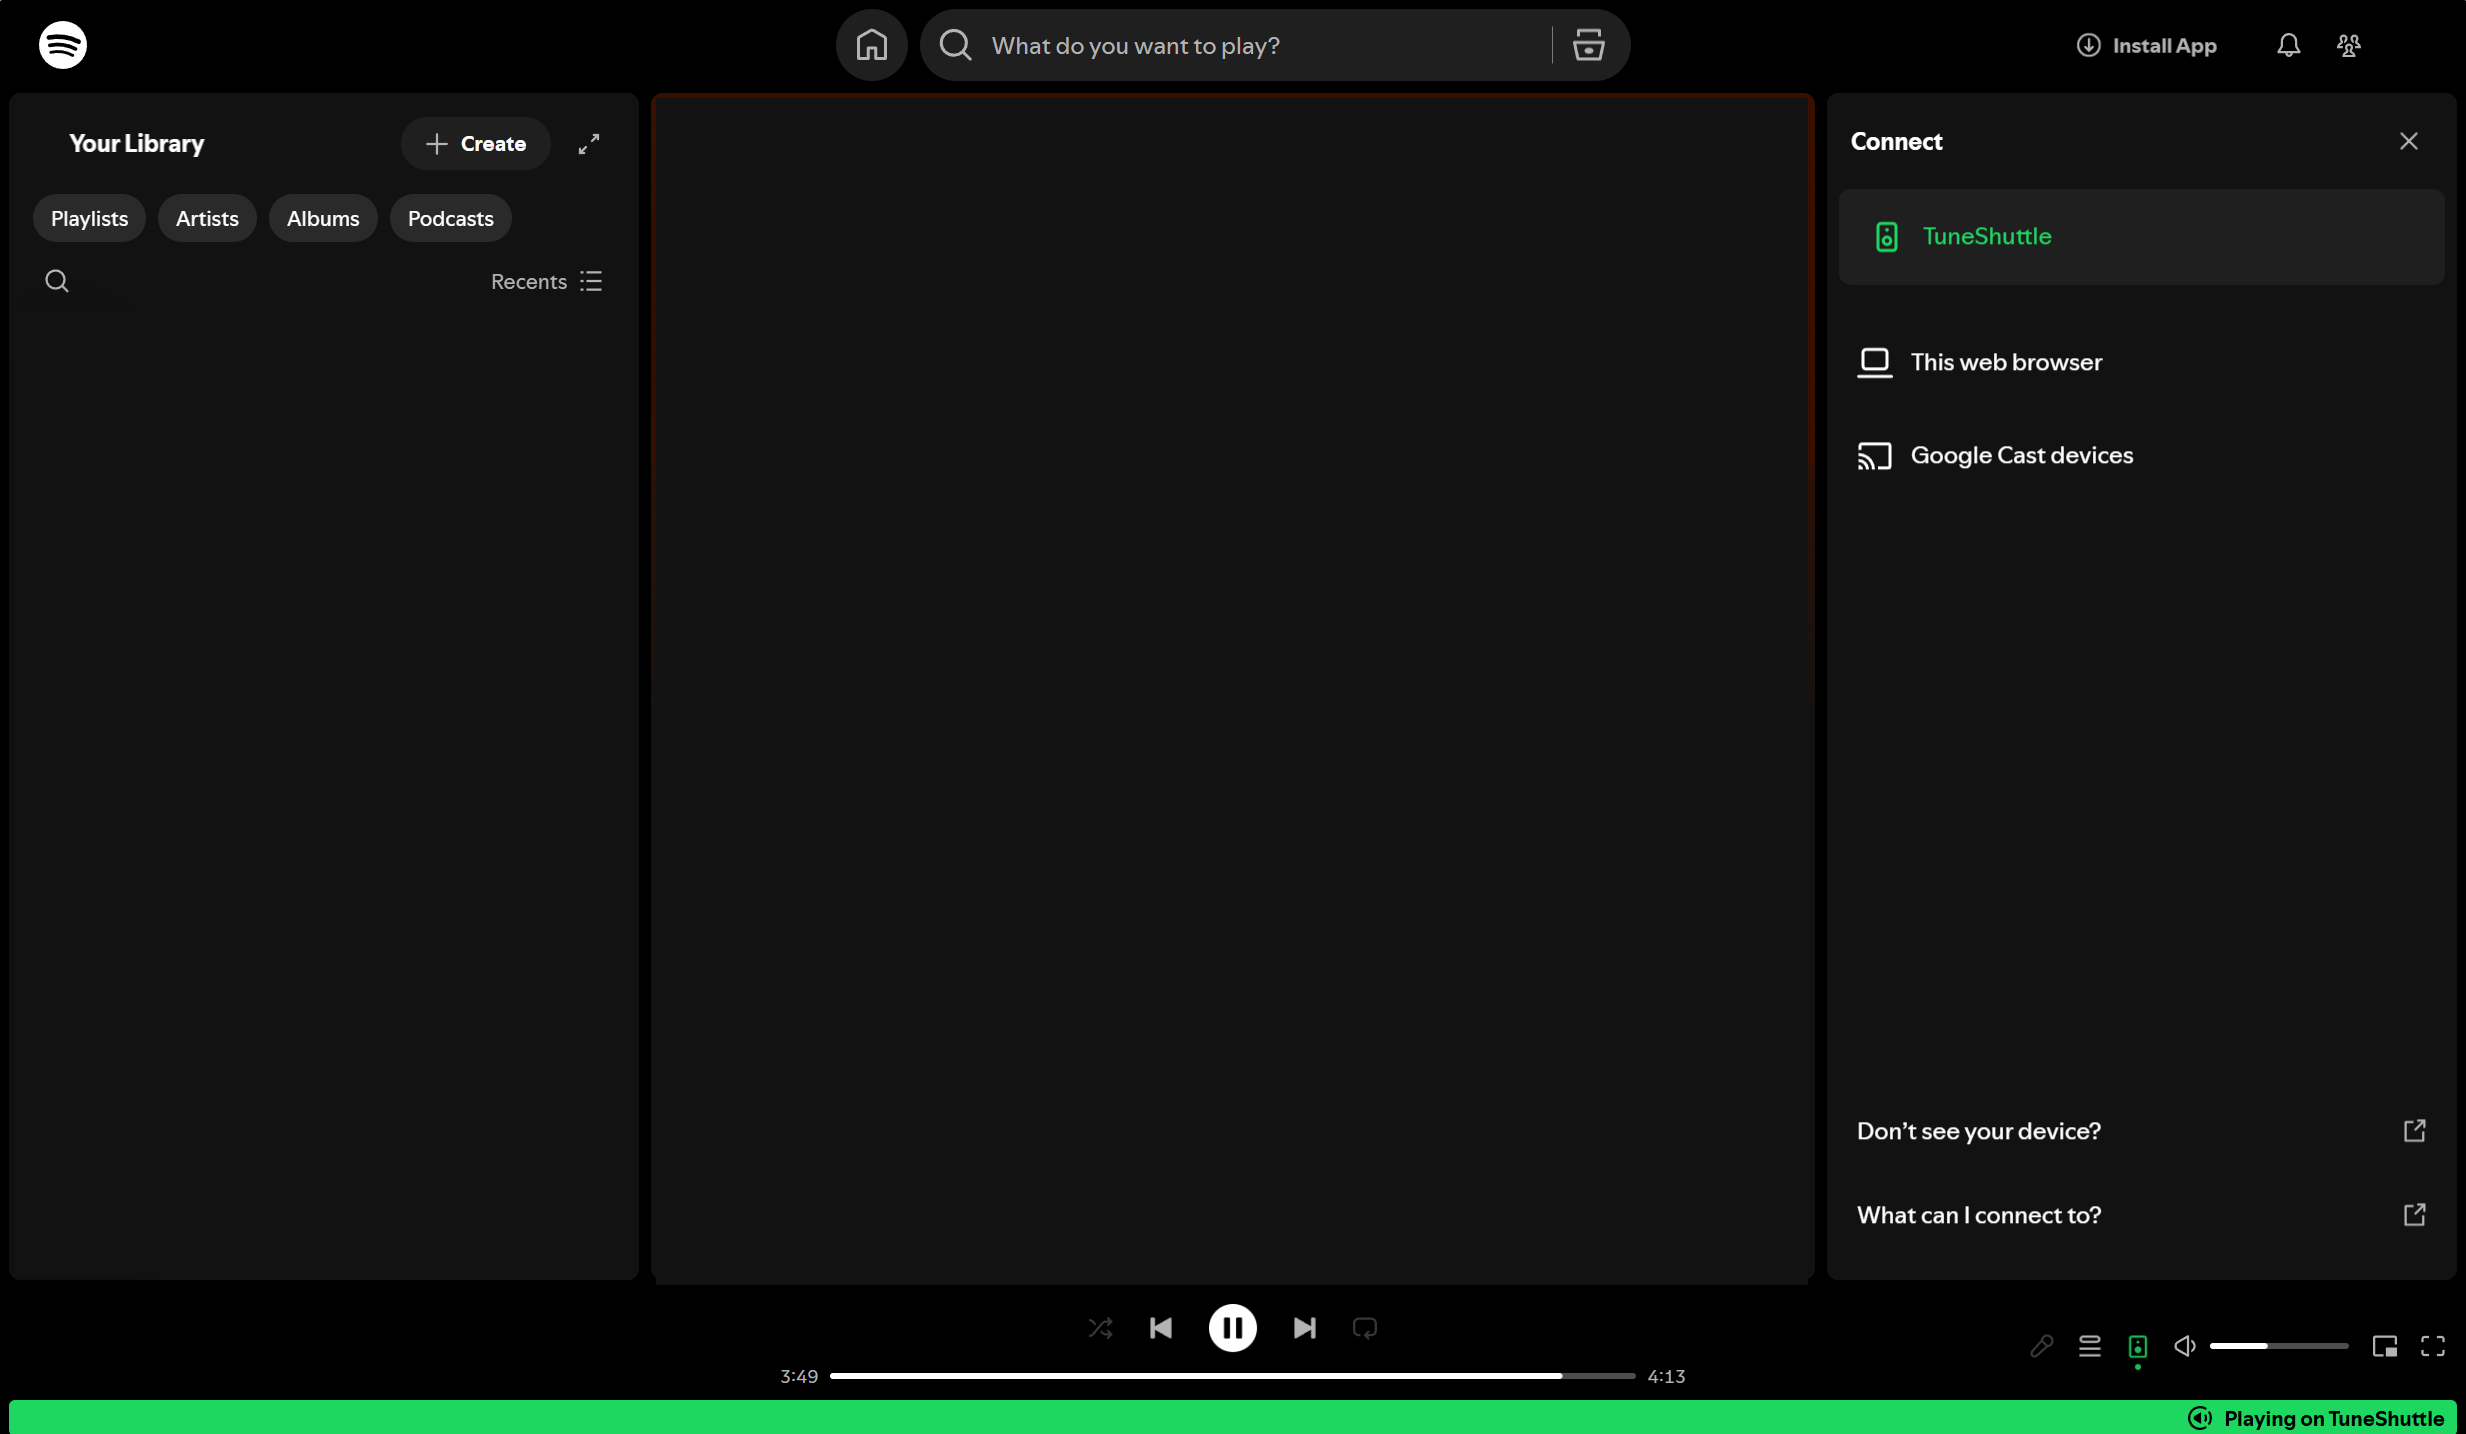 What do you want to play?
Install App
Your Library
Create
Playlists
Artists
Albums
Podcasts
Recents
Connect
TuneShuttle
This web browser
Google Cast devices
Don’t see your device?
What can I connect to?
3:49
4:13
Playing on TuneShuttle